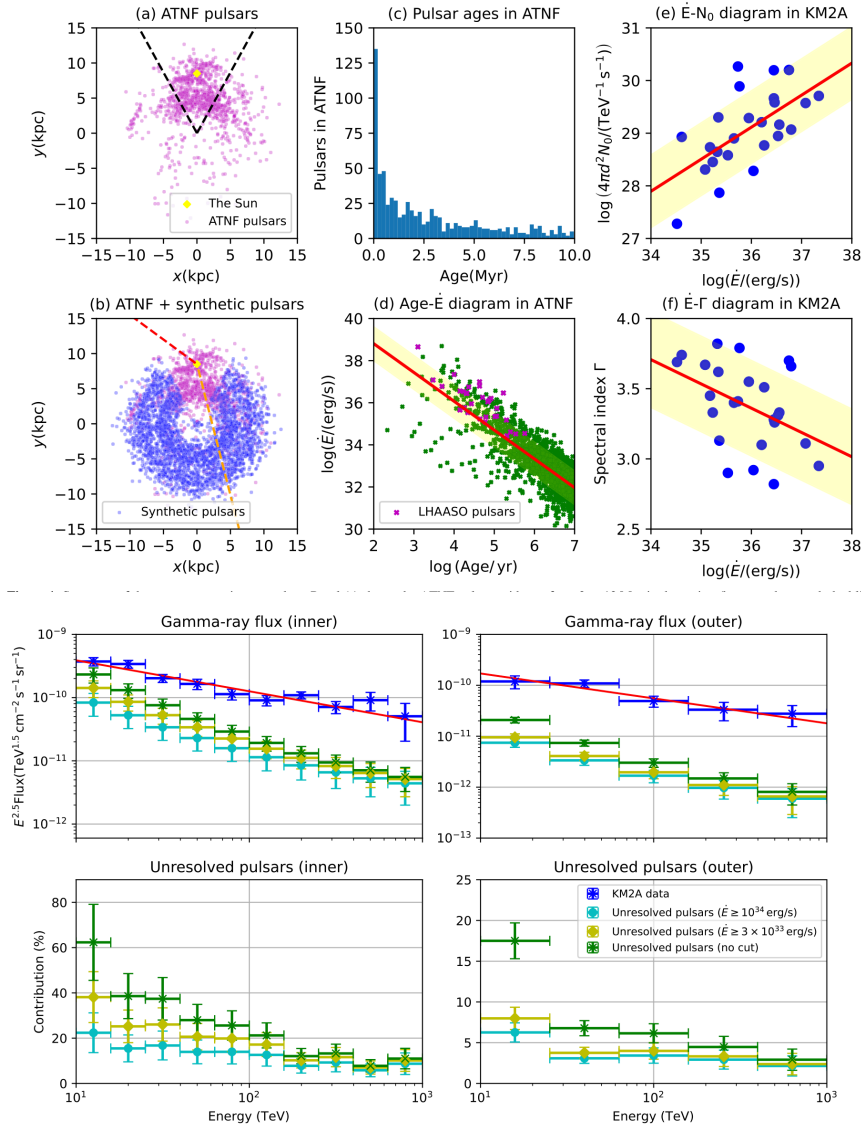 (a) ATNF pulsars
15
10
5
0
−5
−10
−15
y(kpc)
The Sun
ATNF pulsars
−15 −10 −5 0 5 10 15
x(kpc)
(c) Pulsar ages in ATNF
150
125
100
75
50
25
0
Pulsars in ATNF
0.0 2.5 5.0 7.5 10.0
Age(Myr)
(e) Ė-N₀ diagram in KM2A
31
30
29
28
27
log (4πd²N₀/(TeV⁻¹ s⁻¹))
34 35 36 37 38
log(Ė/(erg/s))
(b) ATNF + synthetic pulsars
15
10
5
0
−5
−10
−15
y(kpc)
Synthetic pulsars
−15 −10 −5 0 5 10 15
x(kpc)
(d) Age-Ė diagram in ATNF
40
38
36
34
32
30
log(Ė/(erg/s))
LHAASO pulsars
2 3 4 5 6 7
log (Age/yr)
(f) Ė-Γ diagram in KM2A
4.0
3.5
3.0
2.5
Spectral index Γ
34 35 36 37 38
log(Ė/(erg/s))
Gamma-ray flux (inner)
10⁻⁹
10⁻¹⁰
10⁻¹¹
10⁻¹²
E²·⁵Flux(TeV¹·⁵ cm⁻² s⁻¹ sr⁻¹)
Gamma-ray flux (outer)
10⁻⁹
10⁻¹⁰
10⁻¹¹
10⁻¹²
10⁻¹³
Unresolved pulsars (inner)
100
80
60
40
20
0
Contribution (%)
10¹ 10² 10³
Energy (TeV)
Unresolved pulsars (outer)
25
20
15
10
5
0
KM2A data
Unresolved pulsars (Ė ≥ 10³⁴ erg/s)
Unresolved pulsars (Ė ≥ 3 × 10³³ erg/s)
Unresolved pulsars (no cut)
10¹ 10² 10³
Energy (TeV)